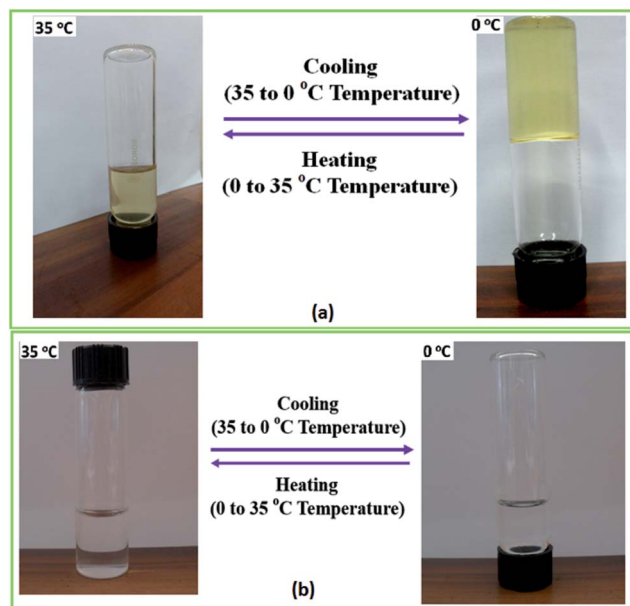 35 °C
0 °C
Cooling
(35 to 0 °C Temperature)
Heating
(0 to 35 °C Temperature)
(a)
35 °C
0 °C
Cooling
(35 to 0 °C Temperature)
Heating
(0 to 35 °C Temperature)
(b)